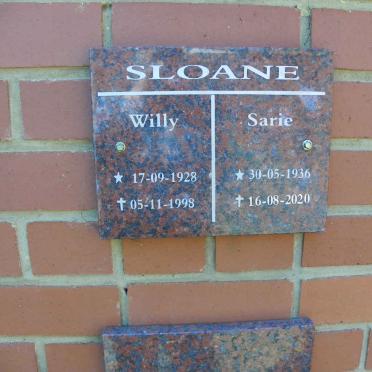 SLOANE
Willy Sarie
★ 17-09-1928 ★ 30-05-1936
✝ 05-11-1998 ✝ 16-08-2020